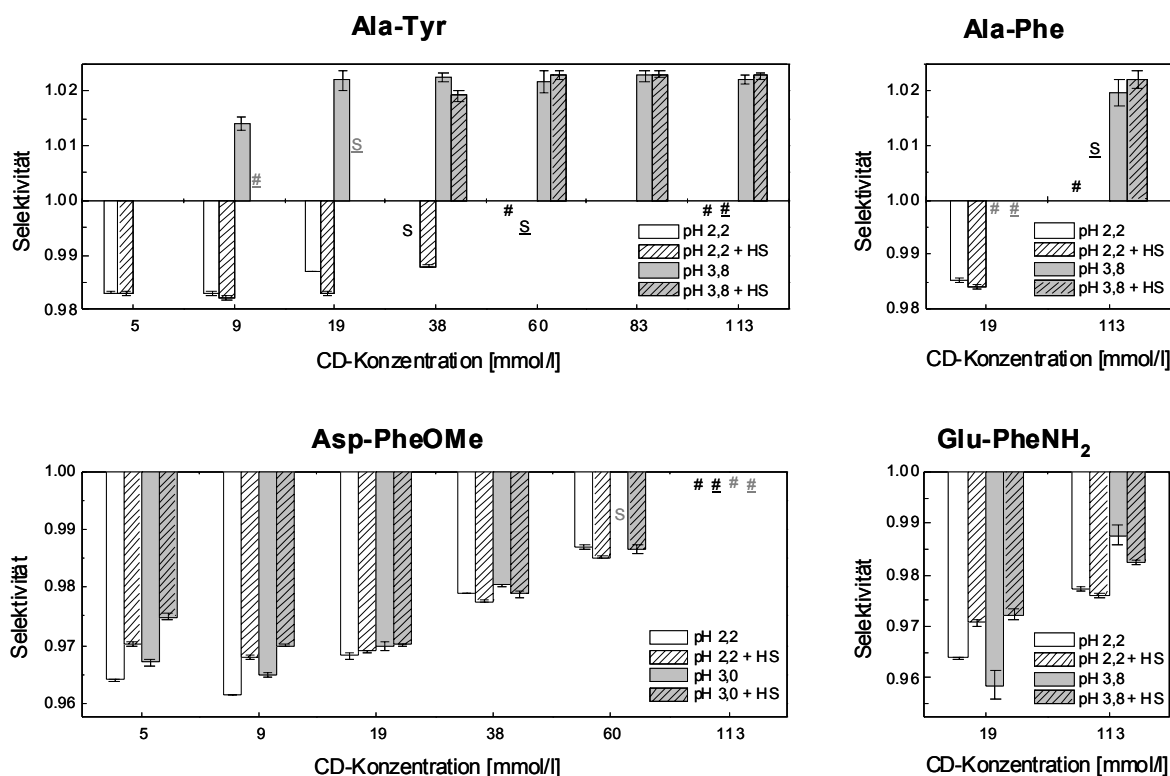 Ala-Tyr
Selektivität
1.02
1.01
1.00
0.99
0.98
#
S
S
#
S
# #
pH 2,2
pH 2,2 + HS
pH 3,8
pH 3,8 + HS
5 9 19 38 60 83 113
CD-Konzentration [mmol/l]
Ala-Phe
Selektivität
1.02
1.01
1.00
0.99
0.98
# #
#
S
pH 2,2
pH 2,2 + HS
pH 3,8
pH 3,8 + HS
19 113
CD-Konzentration [mmol/l]
Asp-PheOMe
Selektivität
1.00
0.99
0.98
0.97
0.96
S
# # # #
pH 2,2
pH 2,2 + HS
pH 3,0
pH 3,0 + HS
5 9 19 38 60 113
CD-Konzentration [mmol/l]
Glu-PheNH₂
Selektivität
1.00
0.99
0.98
0.97
0.96
pH 2,2
pH 2,2 + HS
pH 3,8
pH 3,8 + HS
19 113
CD-Konzentration [mmol/l]